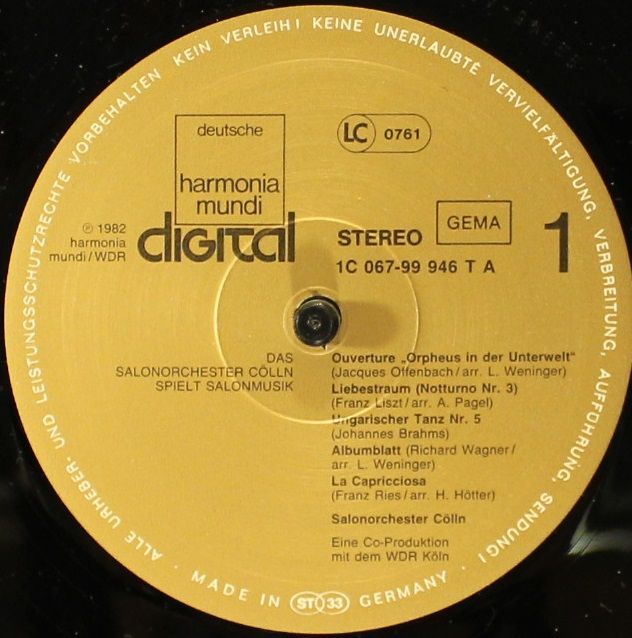 ALLE URHEBER- UND LEISTUNGSSCHUTZRECHTE VORBEHALTEN KEIN VERLEIH! KEINE UNERLAUBTE VERVIELFÄLTIGUNG, VERBREITUNG, AUFFÜHRUNG, SENDUNG!
deutsche
harmonia
mundi
digital
LC 0761
℗ 1982
harmonia
mundi/WDR
STEREO
GEMA
1
1C 067-99 946 T A
DAS
SALONORCHESTER CÖLLN
SPIELT SALONMUSIK
Ouverture „Orpheus in der Unterwelt"
(Jacques Offenbach/arr. L. Weninger)
Liebestraum (Notturno Nr. 3)
(Franz Liszt/arr. A. Pagel)
Ungarischer Tanz Nr. 5
(Johannes Brahms)
Albumblatt (Richard Wagner/
arr. L. Weninger)
La Capricciosa
(Franz Ries/arr. H. Hötter)
Salonorchester Cölln
Eine Co-Produktion
mit dem WDR Köln
· MADE IN ST 33 GERMANY ·